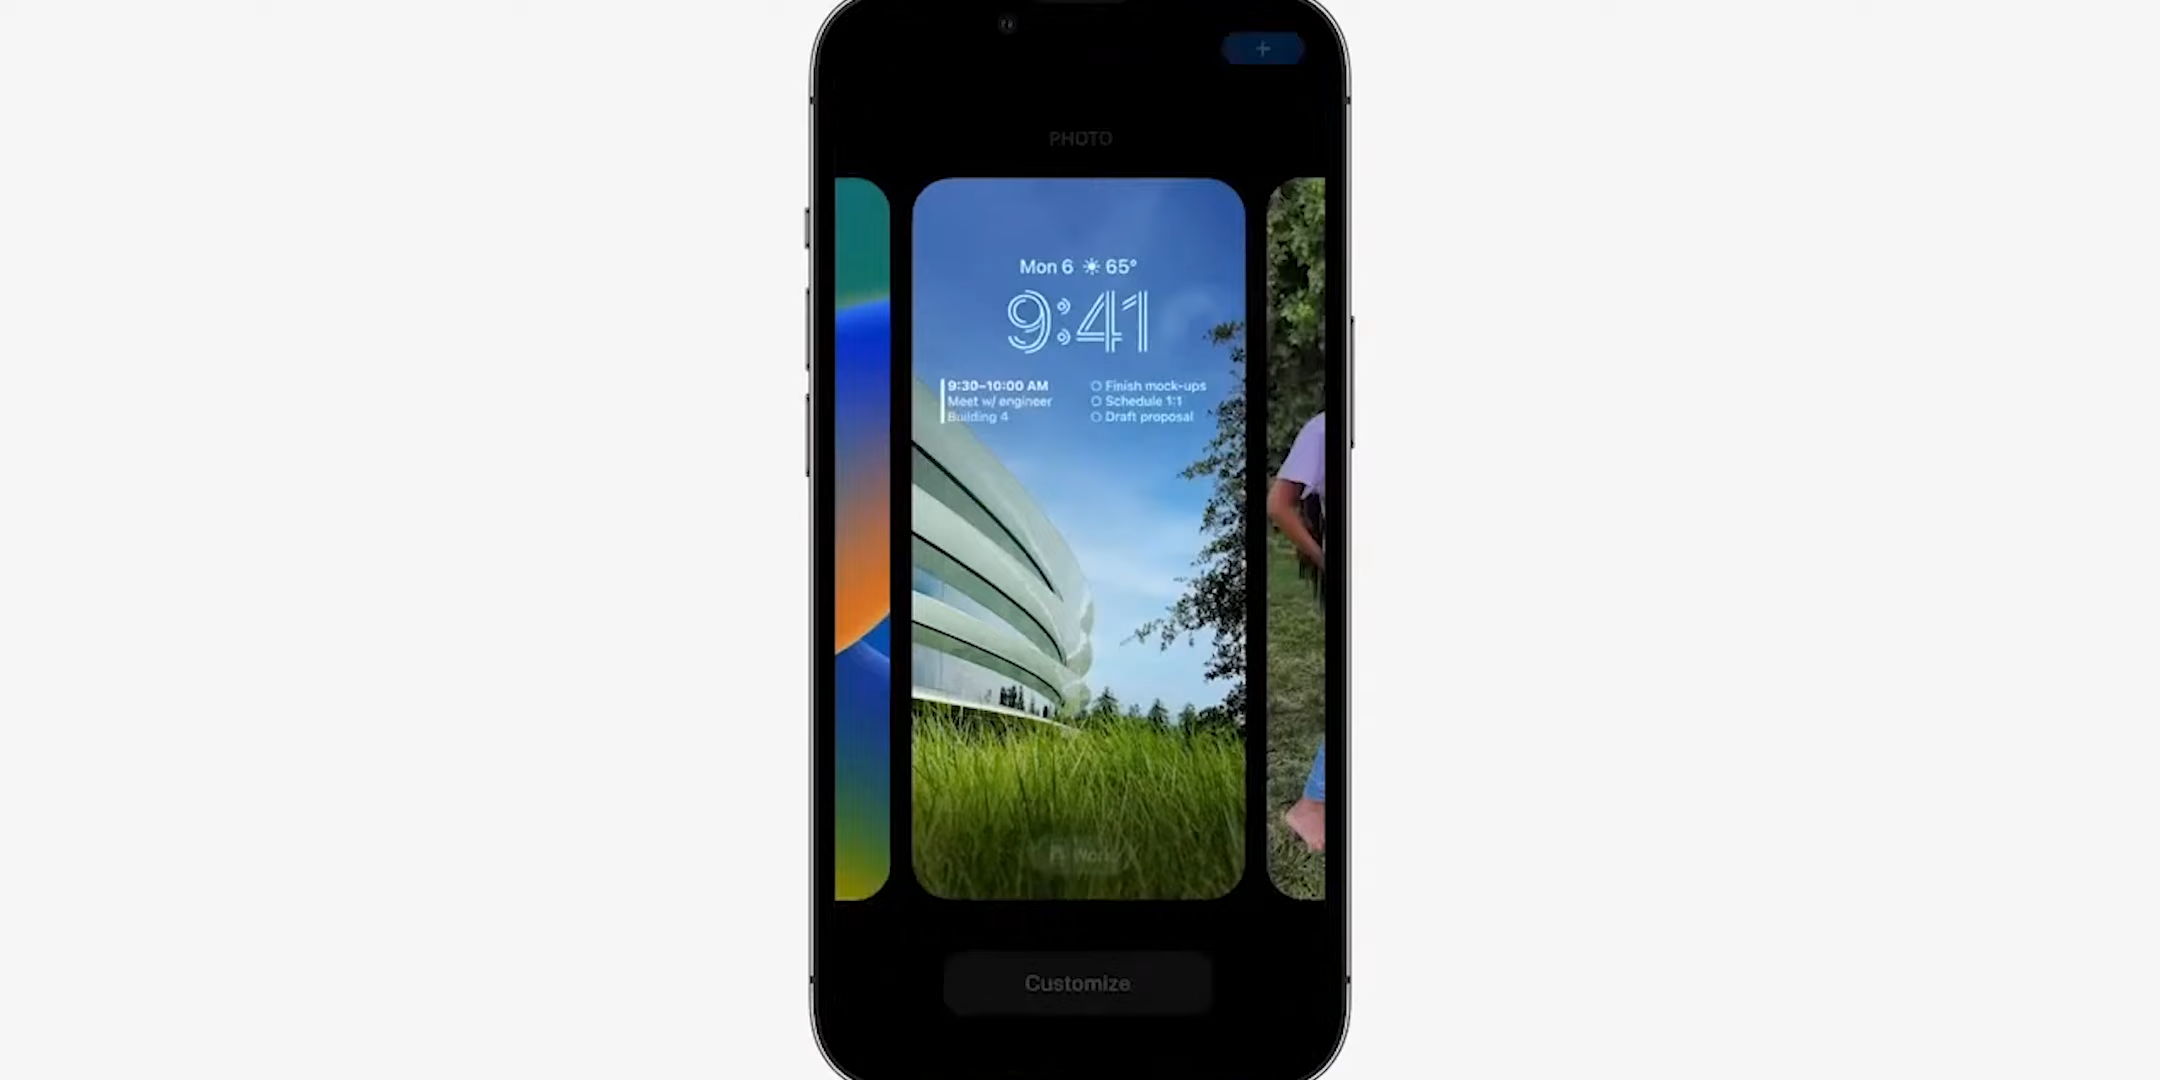 +
PHOTO
Mon 6 ☀ 65°
9:41
9:30–10:00 AM
Meet w/ engineer
Building 4
Finish mock-ups
Schedule 1:1
Draft proposal
Work
Customize